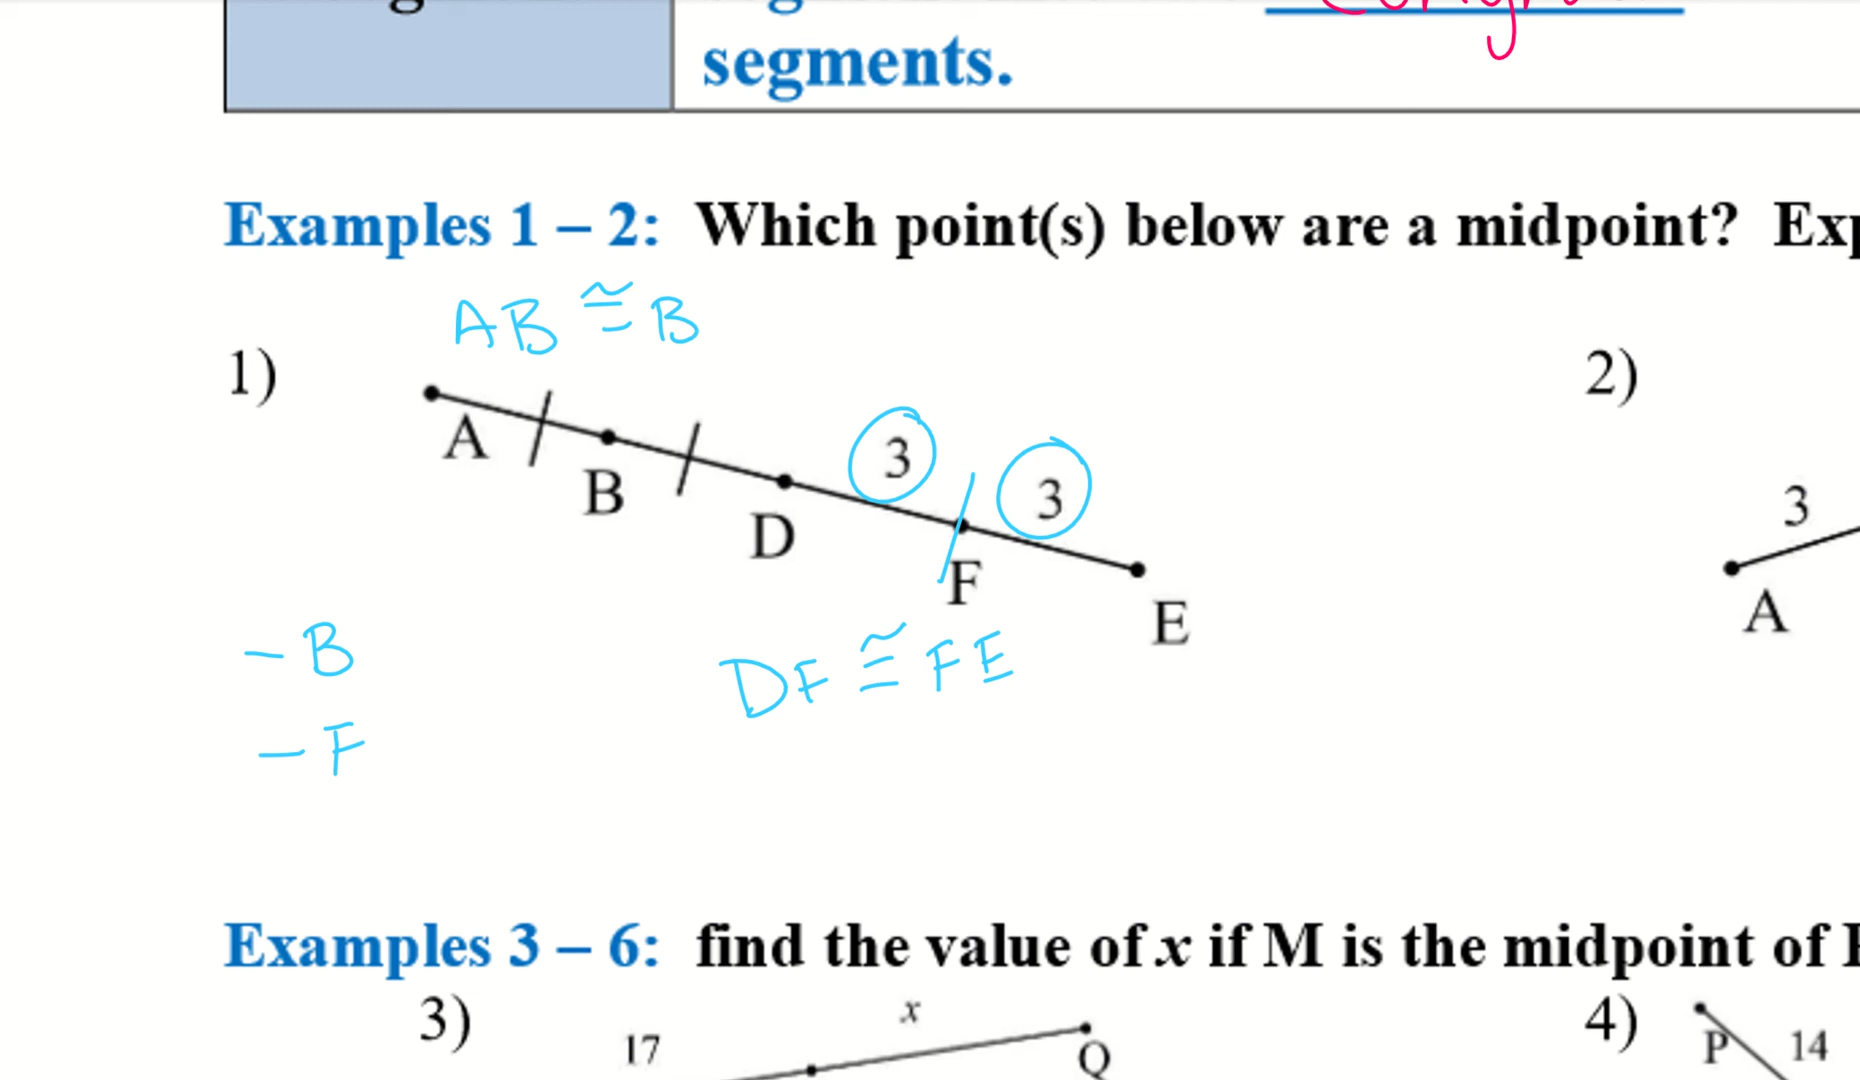 segments.
Examples 1 – 2: Which point(s) below are a midpoint?
AB ≅ B
1)
2)
A
B
D
3
F
3
E
3
A
– B
– F
DF ≅ FE
Examples 3 – 6: find the value of x if M is the midpoint of
3)
17
x
Q
4)
P
14